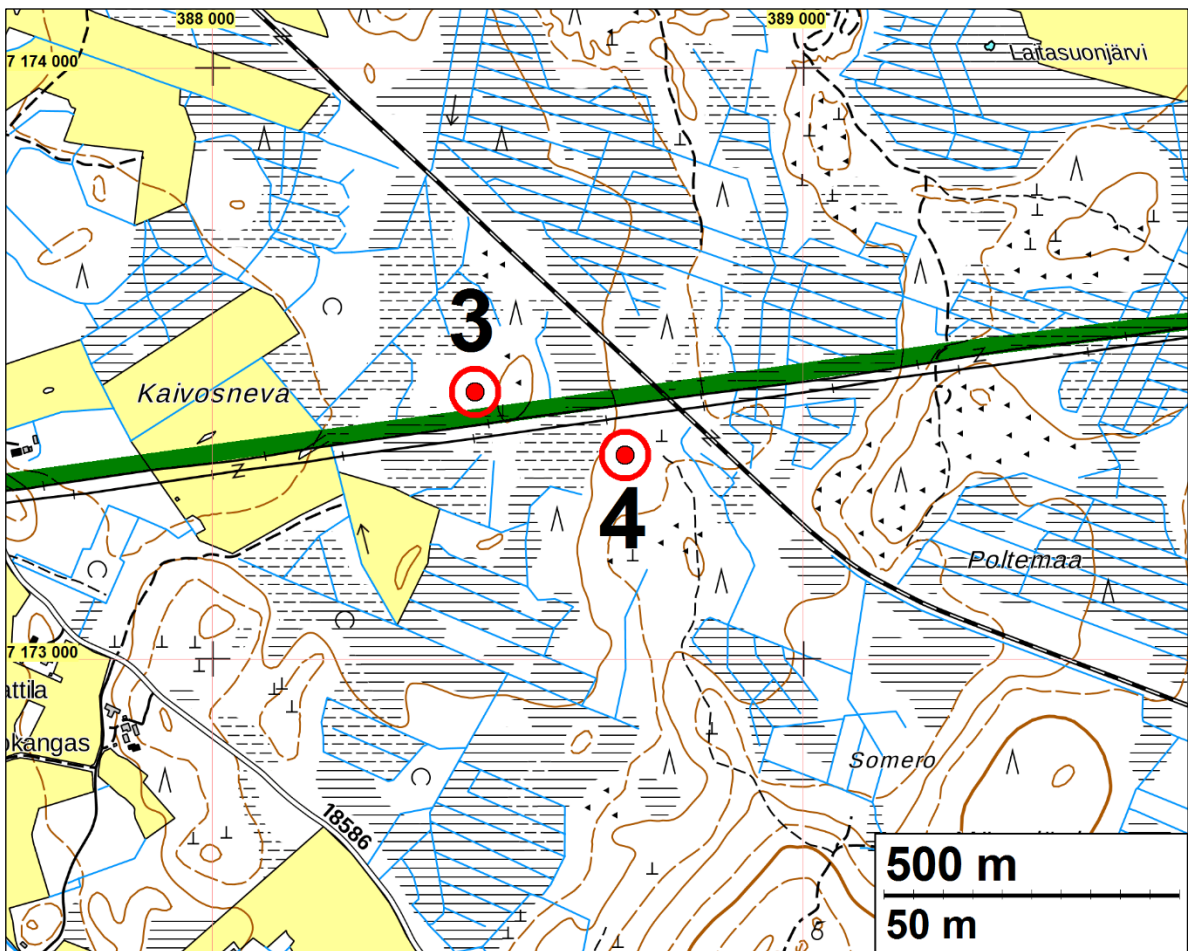 388 000
389 000
7 174 000
Laitasuonjärvi
3
Kaivosneva
4
Poltemaa
7 173 000
attila
okangas
Somero
18586
500 m
50 m